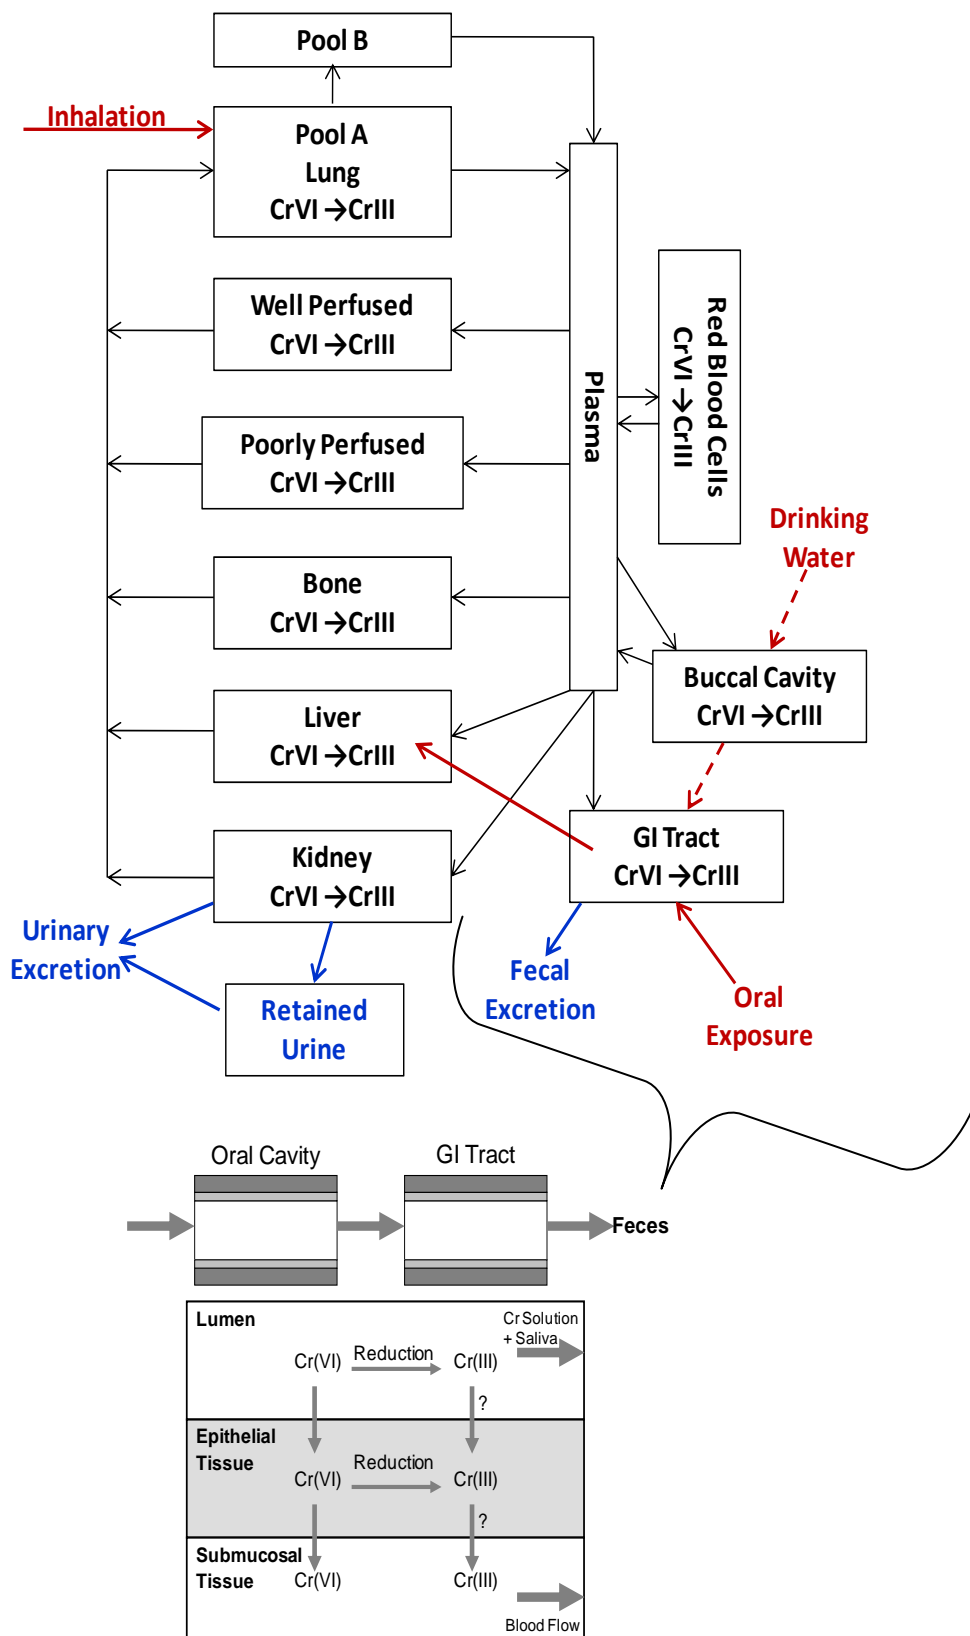 Pool B
Inhalation
Pool A
Lung
CrVI →CrIII
Well Perfused
CrVI →CrIII
Plasma
Red Blood Cells
CrVI →CrIII
Poorly Perfused
CrVI →CrIII
Drinking
Water
Bone
CrVI →CrIII
Buccal Cavity
CrVI →CrIII
Liver
CrVI →CrIII
GI Tract
CrVI →CrIII
Kidney
CrVI →CrIII
Urinary
Excretion
Retained
Urine
Fecal
Excretion
Oral
Exposure
Oral Cavity
GI Tract
Feces
Lumen
Cr Solution
+ Saliva
Cr(VI)
Reduction
Cr(III)
?
Epithelial
Tissue
Cr(VI)
Reduction
Cr(III)
?
Submucosal
Tissue
Cr(VI)
Cr(III)
Blood Flow